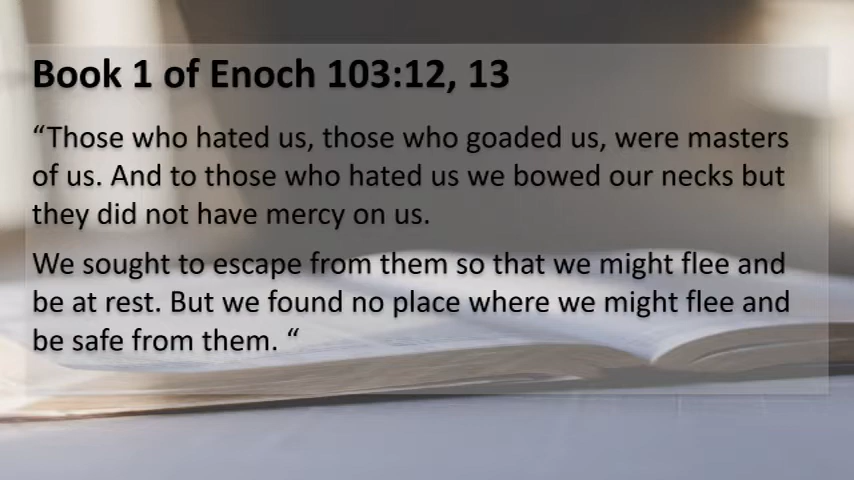 Book 1 of Enoch 103:12, 13
“Those who hated us, those who goaded us, were masters
of us. And to those who hated us we bowed our necks but
they did not have mercy on us.
We sought to escape from them so that we might flee and
be at rest. But we found no place where we might flee and
be safe from them. “